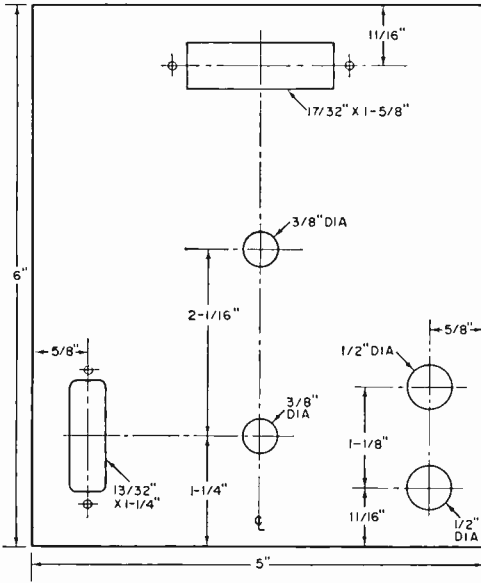 11/16"
17/32" X 1-5/8"
3/8" DIA
6"
2-1/16"
5/8"
5/8"
1/2" DIA
3/8"
DIA
1-1/8"
13/32"
X 1-1/4"
1-1/4"
11/16"
℄
1/2"
DIA
5"